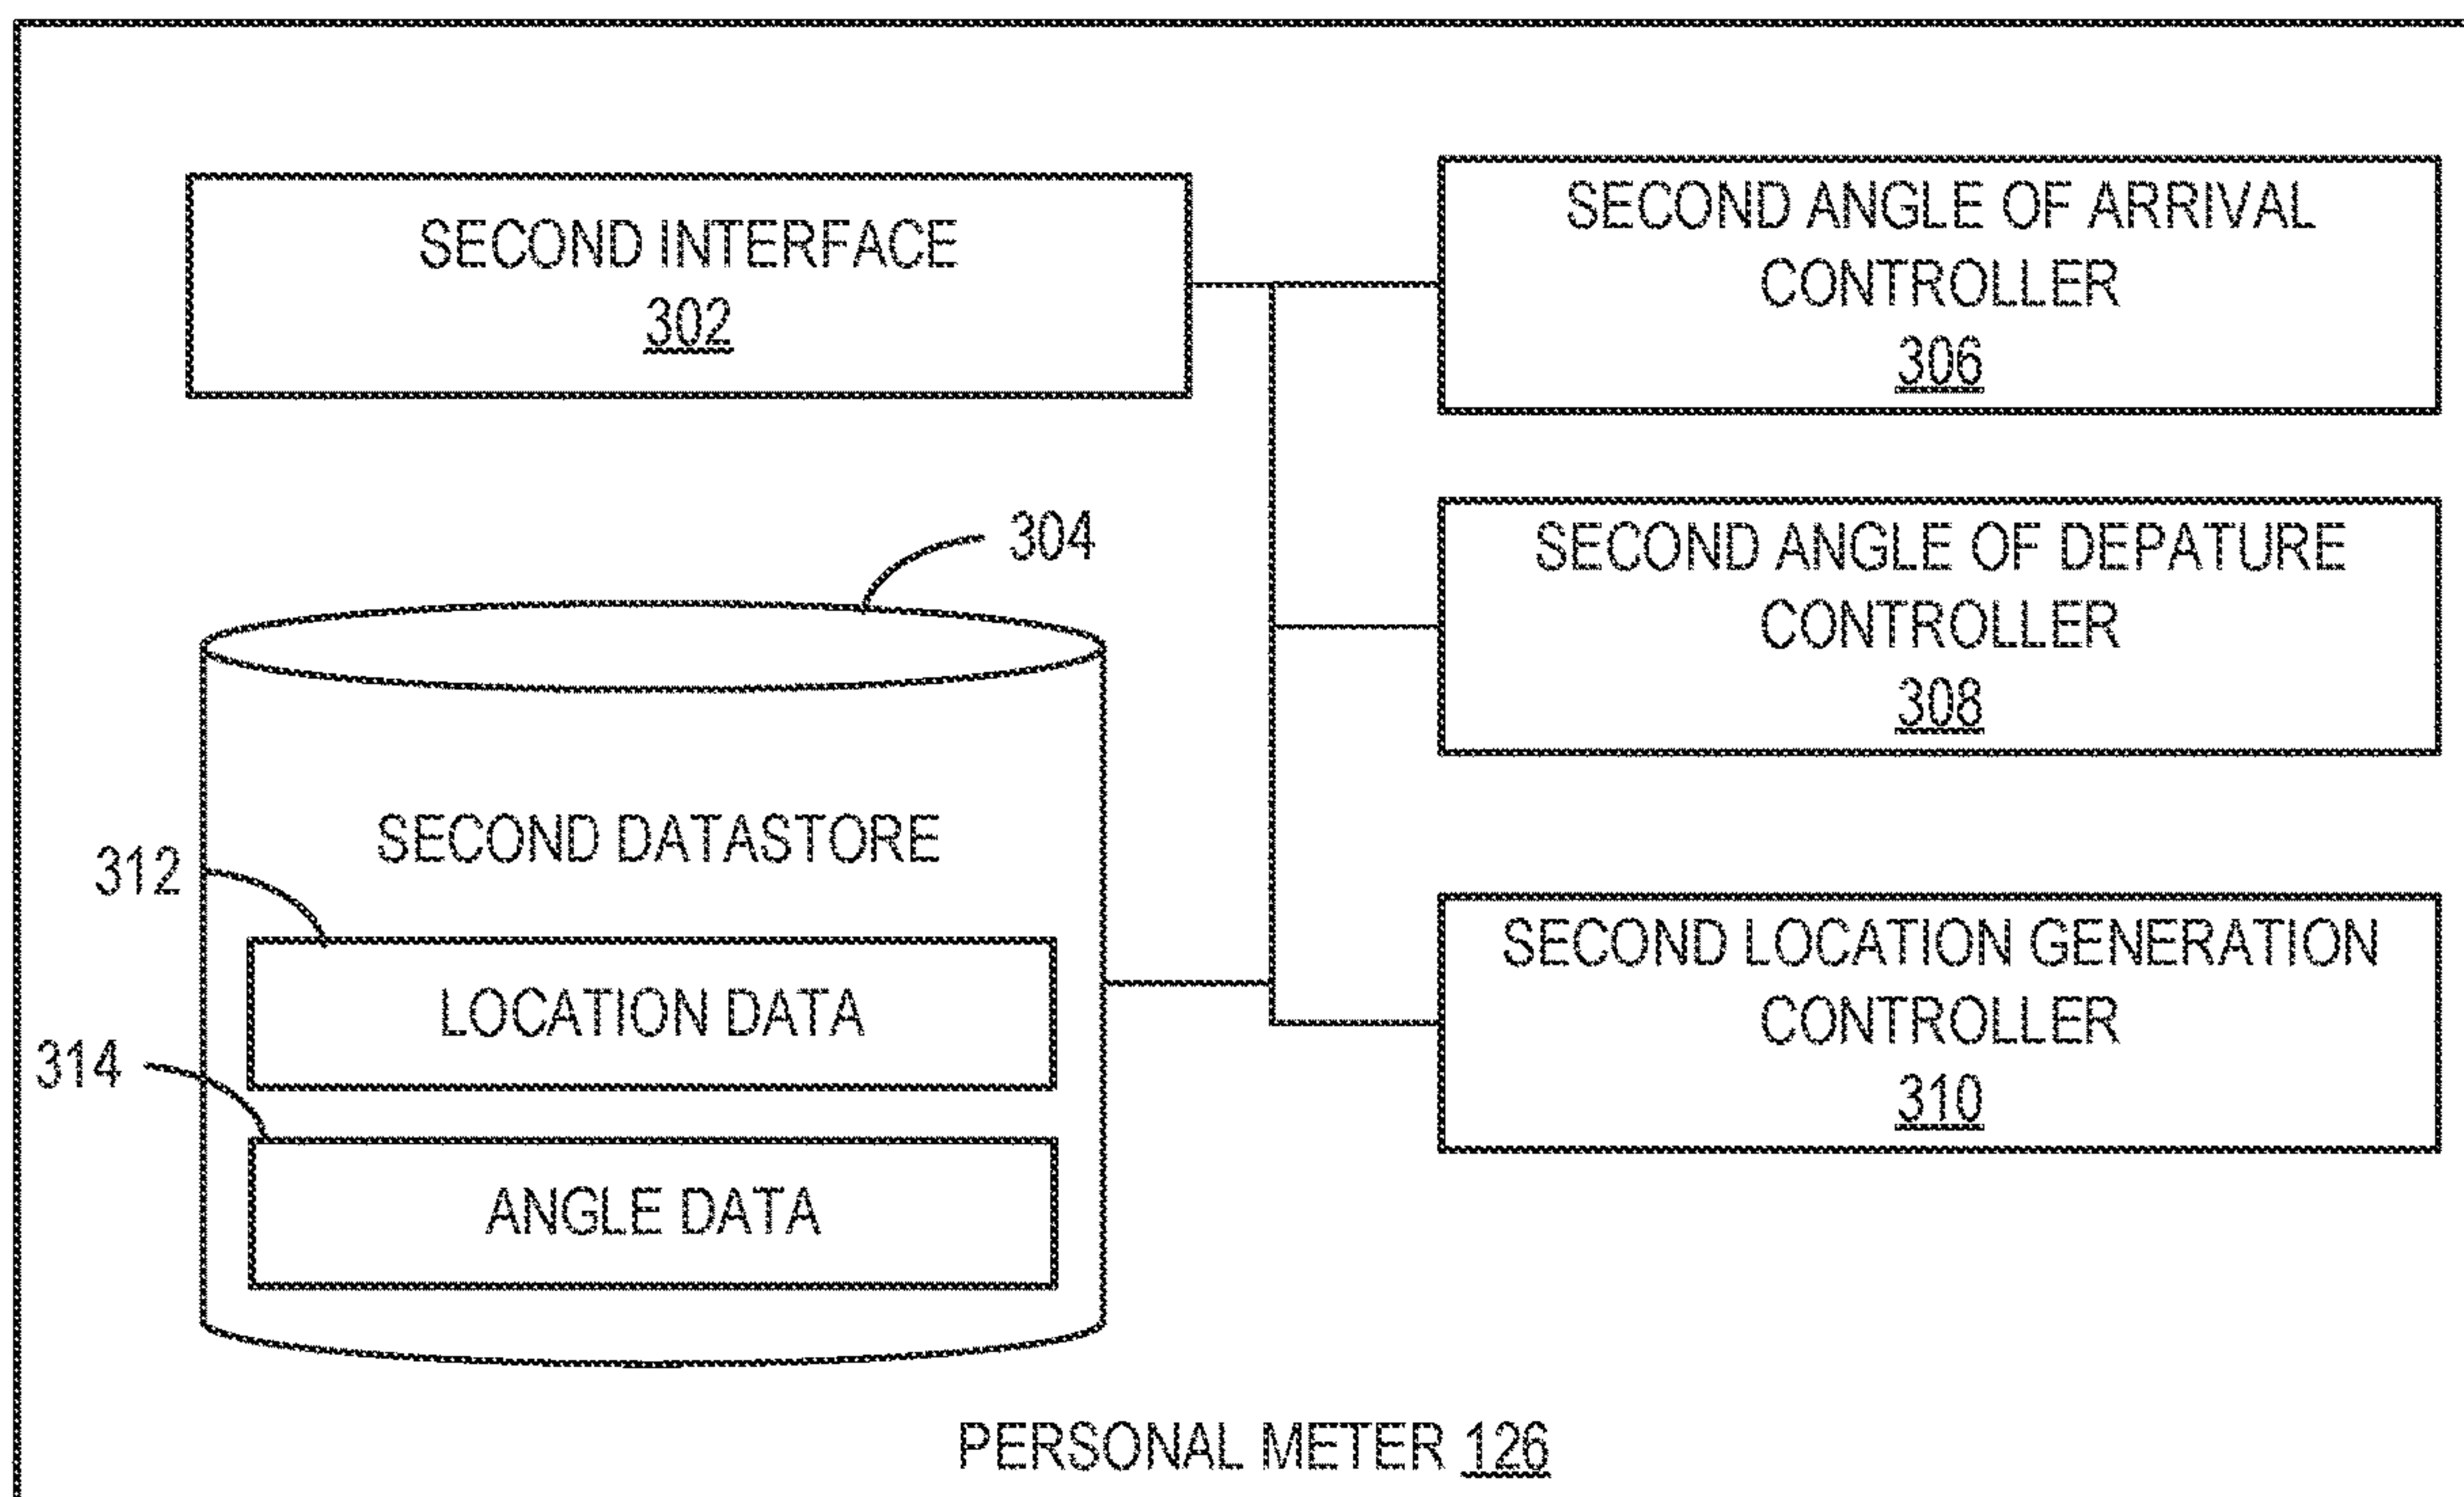 SECOND INTERFACE
302
SECOND ANGLE OF ARRIVAL
CONTROLLER
306
304
SECOND ANGLE OF DEPATURE
CONTROLLER
308
SECOND DATASTORE
312
LOCATION DATA
314
ANGLE DATA
SECOND LOCATION GENERATION
CONTROLLER
310
PERSONAL METER 126